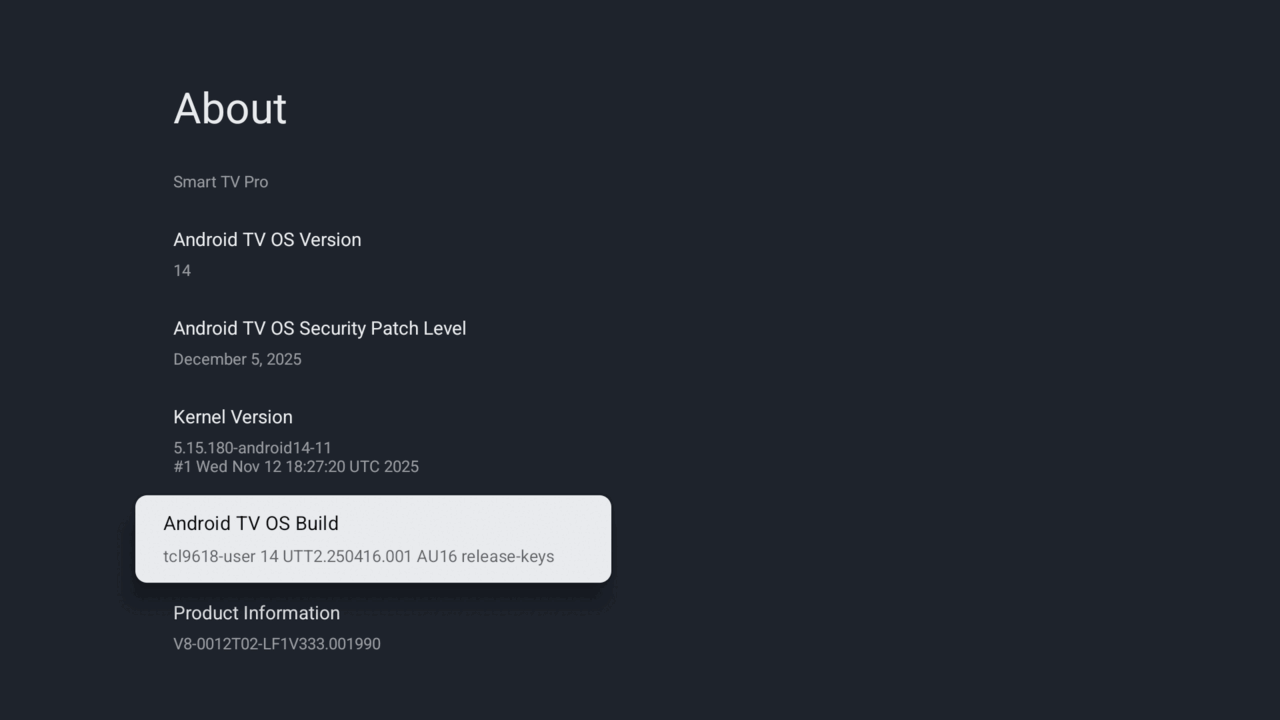 About
Smart TV Pro
Android TV OS Version
14
Android TV OS Security Patch Level
December 5, 2025
Kernel Version
5.15.180-android14-11
#1 Wed Nov 12 18:27:20 UTC 2025
Android TV OS Build
tcl9618-user 14 UTT2.250416.001 AU16 release-keys
Product Information
V8-0012T02-LF1V333.001990